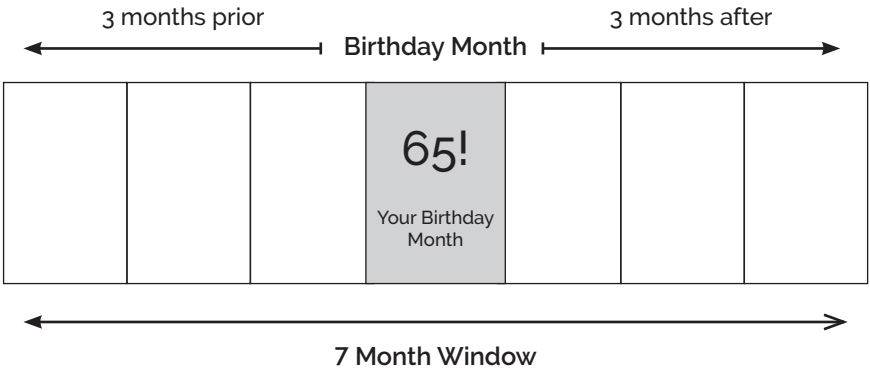 3 months prior
3 months after
Birthday Month
65!
Your Birthday
Month
7 Month Window